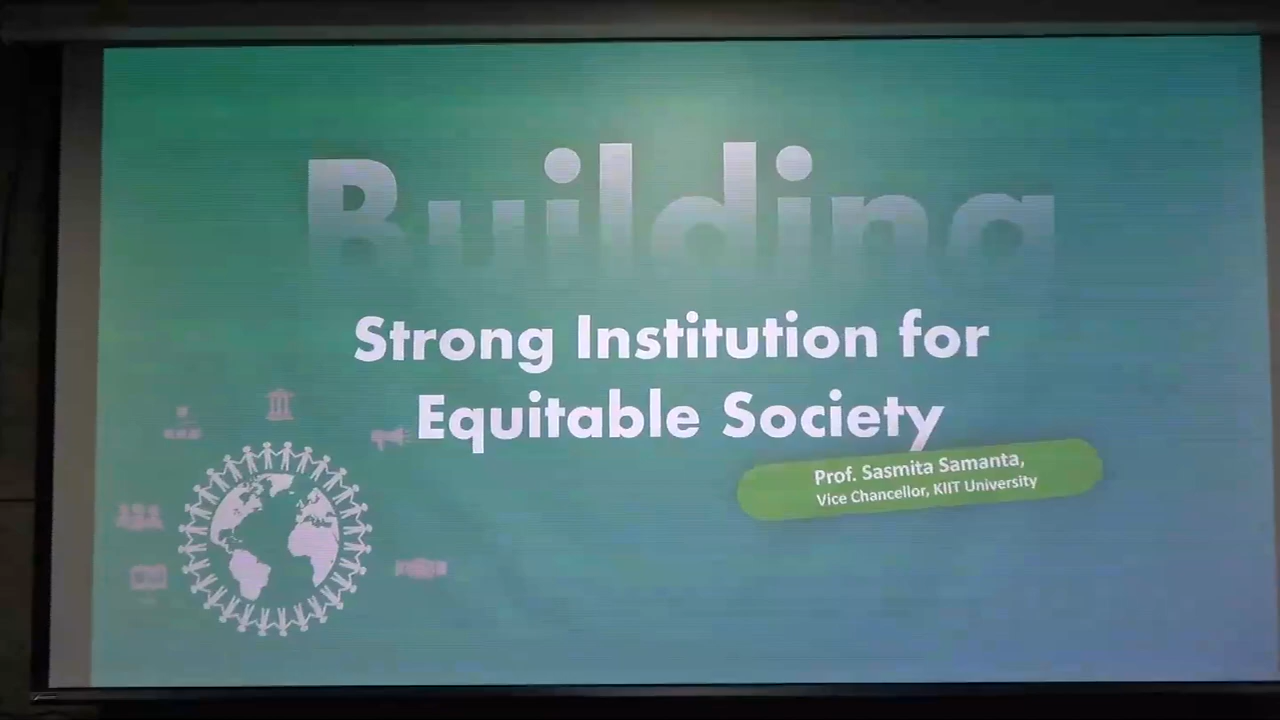 Building
Strong Institution for
Equitable Society
Prof. Sasmita Samanta,
Vice Chancellor, KIIT University